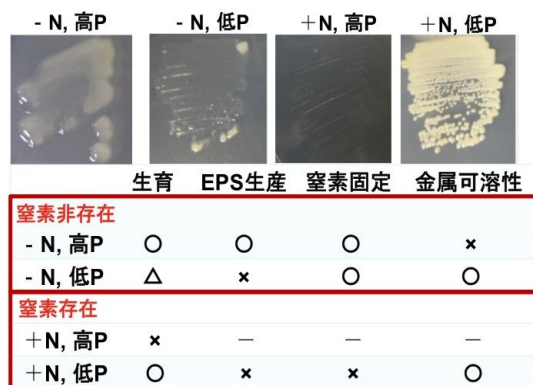 - N, 高P - N, 低P ＋N, 高P ＋N, 低P
生育 EPS生産 窒素固定 金属可溶性
窒素非存在
- N, 高P ○ ○ ○ ×
- N, 低P △ × ○ ○
窒素存在
＋N, 高P × － － －
＋N, 低P ○ × × ○